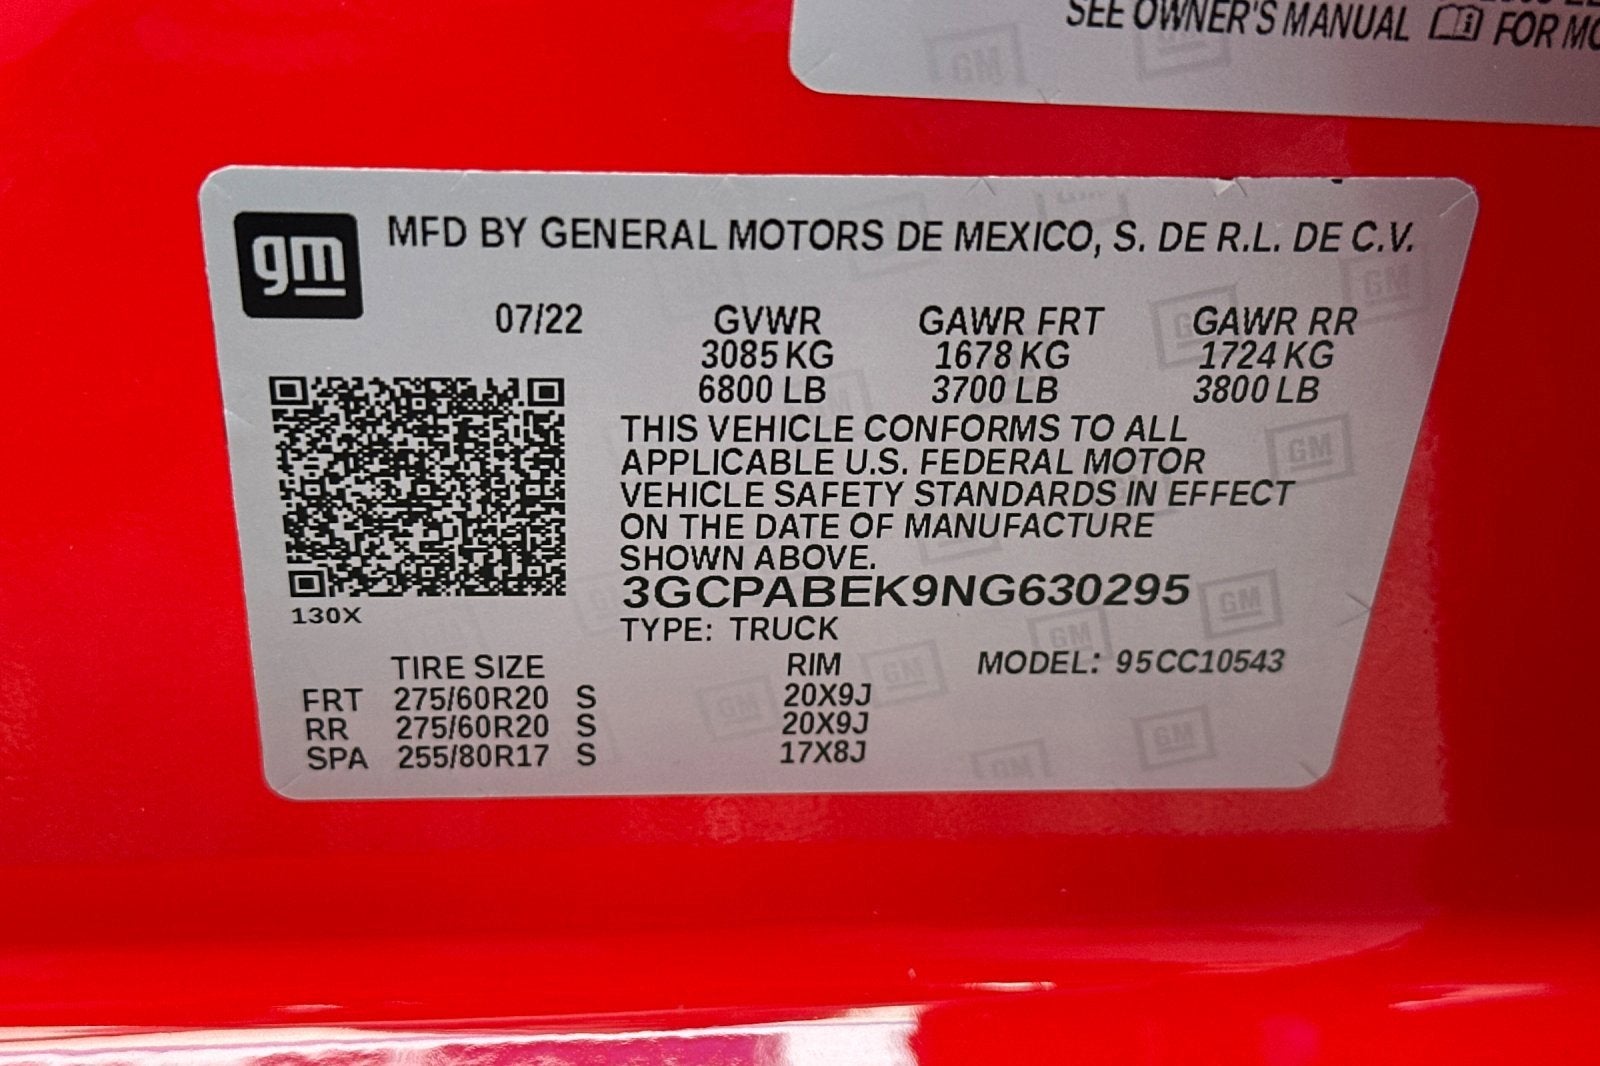 SEE OWNER'S MANUAL FOR
gm
MFD BY GENERAL MOTORS DE MEXICO, S. DE R.L. DE C.V.
07/22 GVWR GAWR FRT GAWR RR
3085 KG 1678 KG 1724 KG
6800 LB 3700 LB 3800 LB
THIS VEHICLE CONFORMS TO ALL
APPLICABLE U.S. FEDERAL MOTOR
VEHICLE SAFETY STANDARDS IN EFFECT
ON THE DATE OF MANUFACTURE
SHOWN ABOVE.
3GCPABEK9NG630295
130X
TYPE: TRUCK
TIRE SIZE RIM MODEL: 95CC10543
FRT 275/60R20 S 20X9J
RR 275/60R20 S 20X9J
SPA 255/80R17 S 17X8J